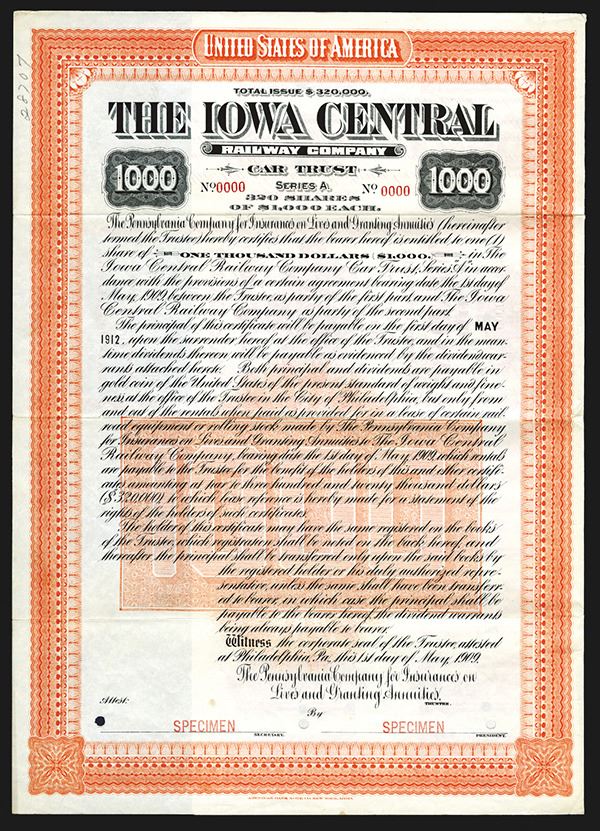 28707
UNITED STATES OF AMERICA
TOTAL ISSUE $320,000.
THE IOWA CENTRAL
RAILWAY COMPANY
1000 CAR TRUST 1000
No 0000 SERIES A. No 0000
320 SHARES
OF $1,000 EACH.
The Pennsylvania Company for Insurances on Lives and Granting Annuities (hereinafter
termed the Trustee) hereby certifies that the bearer hereof is entitled to one (1)
share of ONE THOUSAND DOLLARS ($1,000.) in The
Iowa Central Railway Company Car Trust, Series "A" in accor-
dance with the provisions of a certain agreement bearing date the 1st day of
May, 1909, between the Trustee, as party of the first part, and The Iowa
Central Railway Company, as party of the second part.
The principal of this certificate will be payable on the first day of MAY
1912, upon the surrender hereof at the office of the Trustee, and in the mean-
time dividends thereon will be payable as evidenced by the dividend war-
rants attached hereto. Both principal and dividends are payable in
gold coin of the United States of the present standard of weight and fine-
ness, at the office of the Trustee in the City of Philadelphia, but only from
and out of the rentals when paid as provided for in a lease of certain rail-
road equipment or rolling stock made by The Pennsylvania Company
for Insurances on Lives and Granting Annuities to The Iowa Central
Railway Company, bearing date the 1st day of May, 1909, which rentals
are payable to the Trustee for the benefit of the holders of this and other certifi-
cates amounting at par to three hundred and twenty thousand dollars
($320,000) to which lease reference is hereby made for a statement of the
rights of the holders of such certificates.
The holder of this certificate may have the same registered on the books
of the Trustee, which registration shall be noted on the back hereof, and
thereafter the principal shall be transferred only upon the said books by
the registered holder or his duly authorized repre-
sentative, unless the same shall have been transferr-
ed to bearer, in which case the principal shall be
payable to the bearer hereof, the dividend warrants
being always payable to bearer.
Witness the corporate seal of the Trustee, attested
at Philadelphia, Pa., this 1st day of May, 1909.
The Pennsylvania Company for Insurances on
Lives and Granting Annuities,
TRUSTEE.
Attest: By
SPECIMEN SPECIMEN
SECRETARY. PRESIDENT.